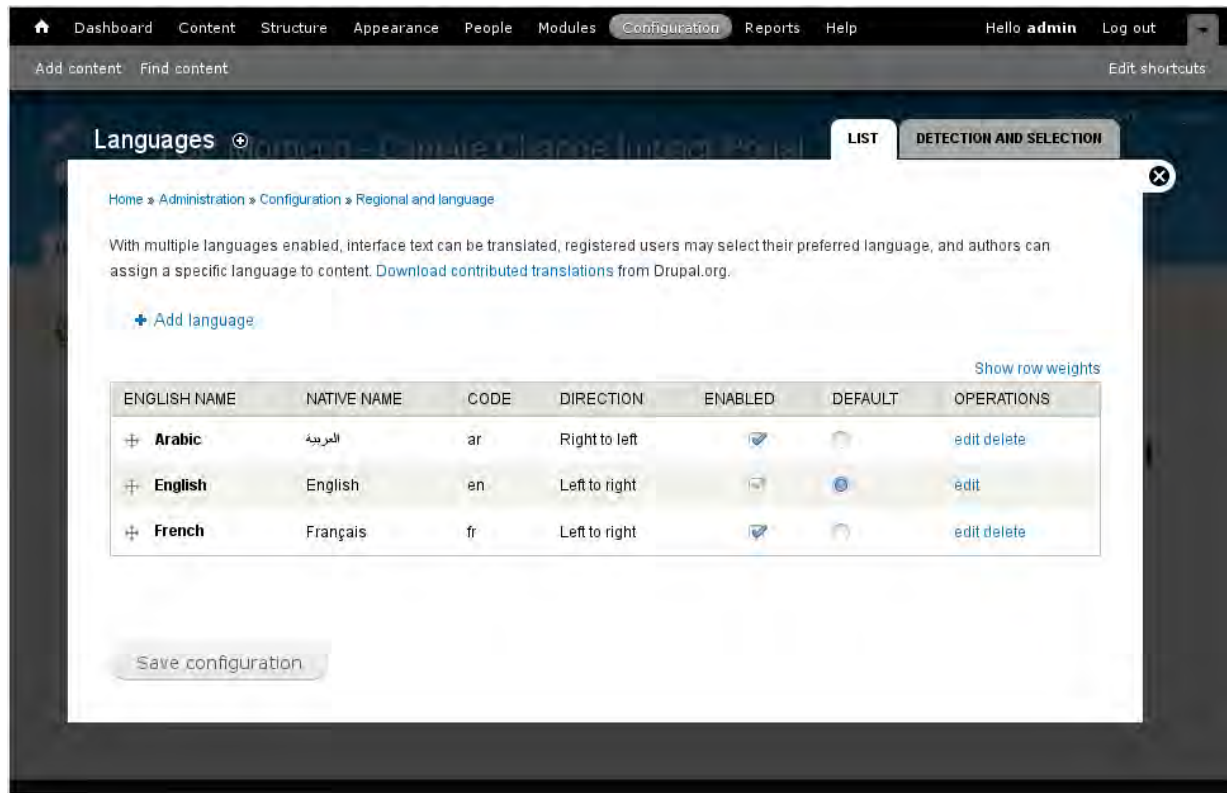 Dashboard Content Structure Appearance People Modules Configuration Reports Help Hello admin Log out
Add content Find content Edit shortcuts
Languages LIST DETECTION AND SELECTION
Home » Administration » Configuration » Regional and language
With multiple languages enabled, interface text can be translated, registered users may select their preferred language, and authors can
assign a specific language to content. Download contributed translations from Drupal.org.
Add language
Show row weights
ENGLISH NAME NATIVE NAME CODE DIRECTION ENABLED DEFAULT OPERATIONS
Arabic العربية ar Right to left edit delete
English English en Left to right edit
French Français fr Left to right edit delete
Save configuration